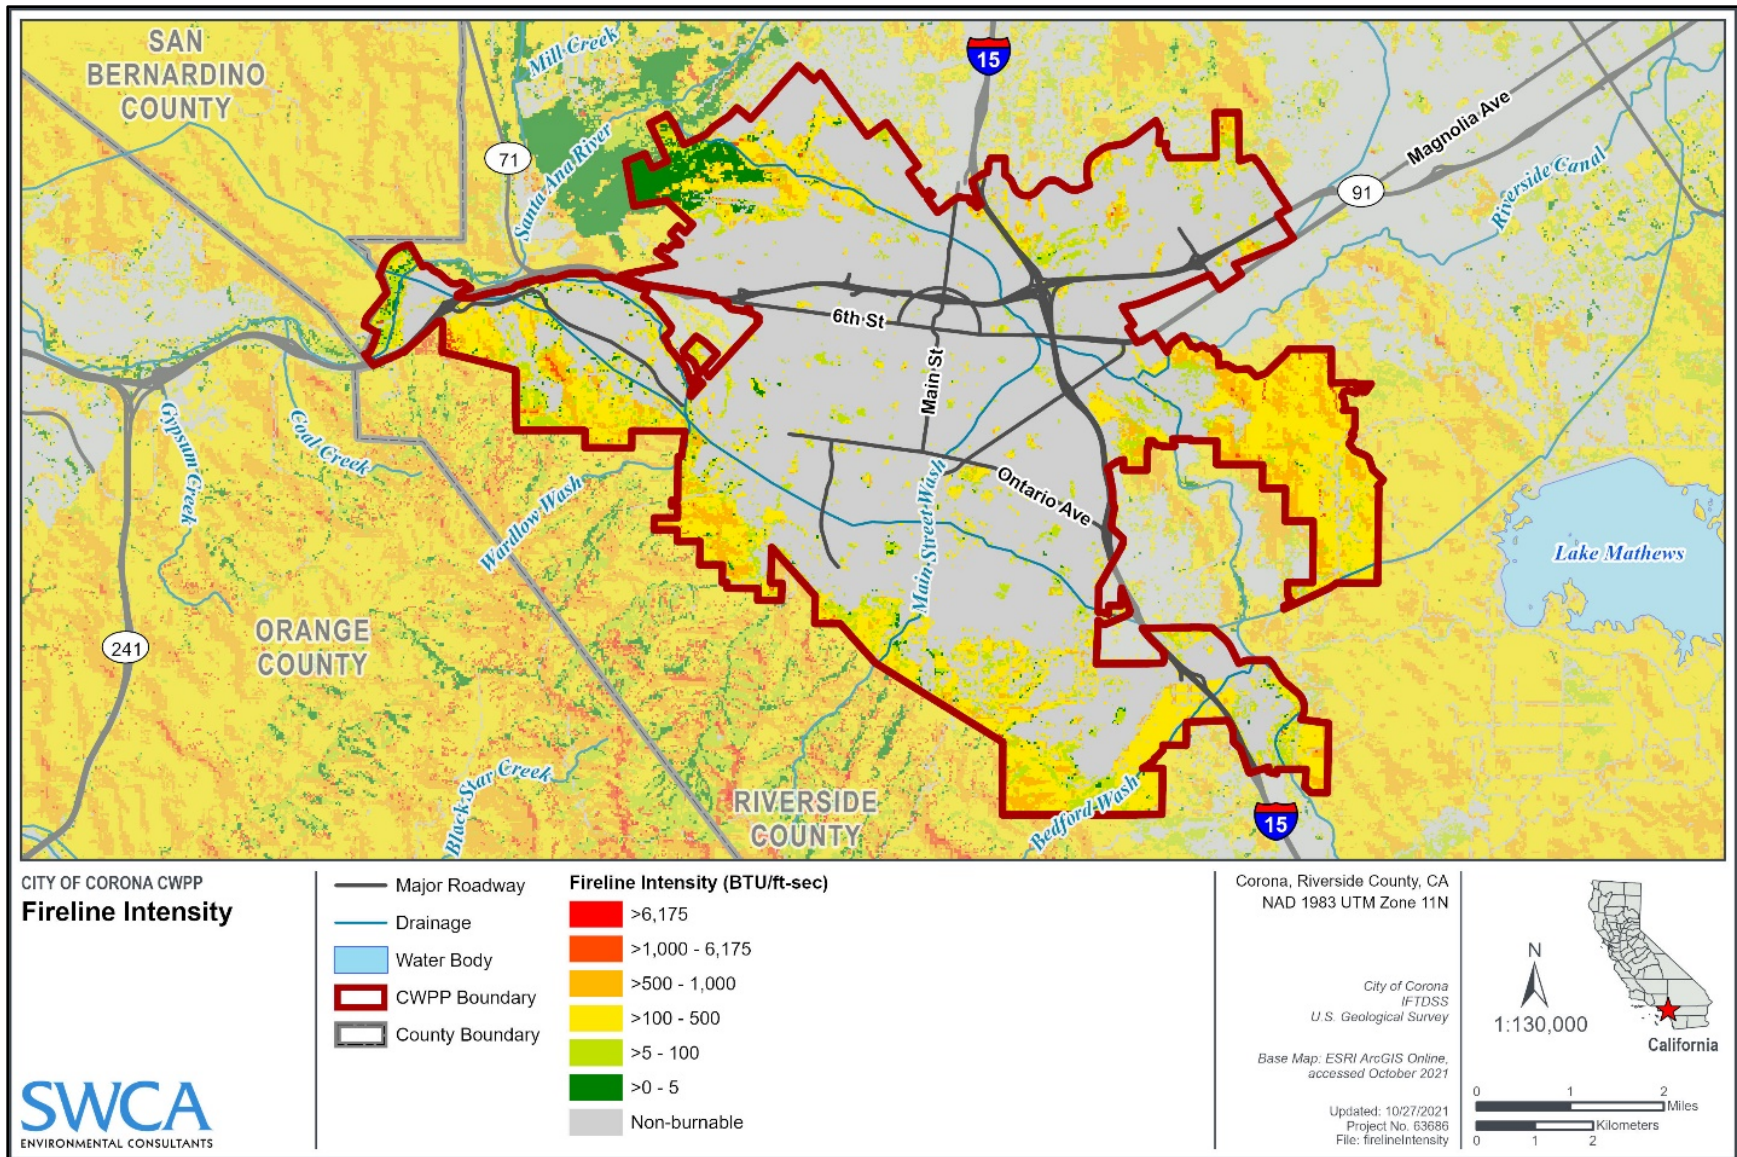 SAN
BERNARDINO
COUNTY
Mill Creek
15
71
Santa Ana River
Magnolia Ave
91
Riverside Canal
6th St
Main St
Gypsum Creek
Coal Creek
Wardlow Wash
Main Street Wash
Ontario Ave
Lake Mathews
241
ORANGE
COUNTY
Black Star Creek
RIVERSIDE
COUNTY
Bedford Wash
15
CITY OF CORONA CWPP
Fireline Intensity
SWCA
ENVIRONMENTAL CONSULTANTS
Major Roadway
Drainage
Water Body
CWPP Boundary
County Boundary
Fireline Intensity (BTU/ft-sec)
>6,175
>1,000 - 6,175
>500 - 1,000
>100 - 500
>5 - 100
>0 - 5
Non-burnable
Corona, Riverside County, CA
NAD 1983 UTM Zone 11N
City of Corona
IFTDSS
U.S. Geological Survey
Base Map: ESRI ArcGIS Online,
accessed October 2021
Updated: 10/27/2021
Project No. 63686
File: firelineIntensity
N
1:130,000
California
0 1 2
Miles
Kilometers
0 1 2